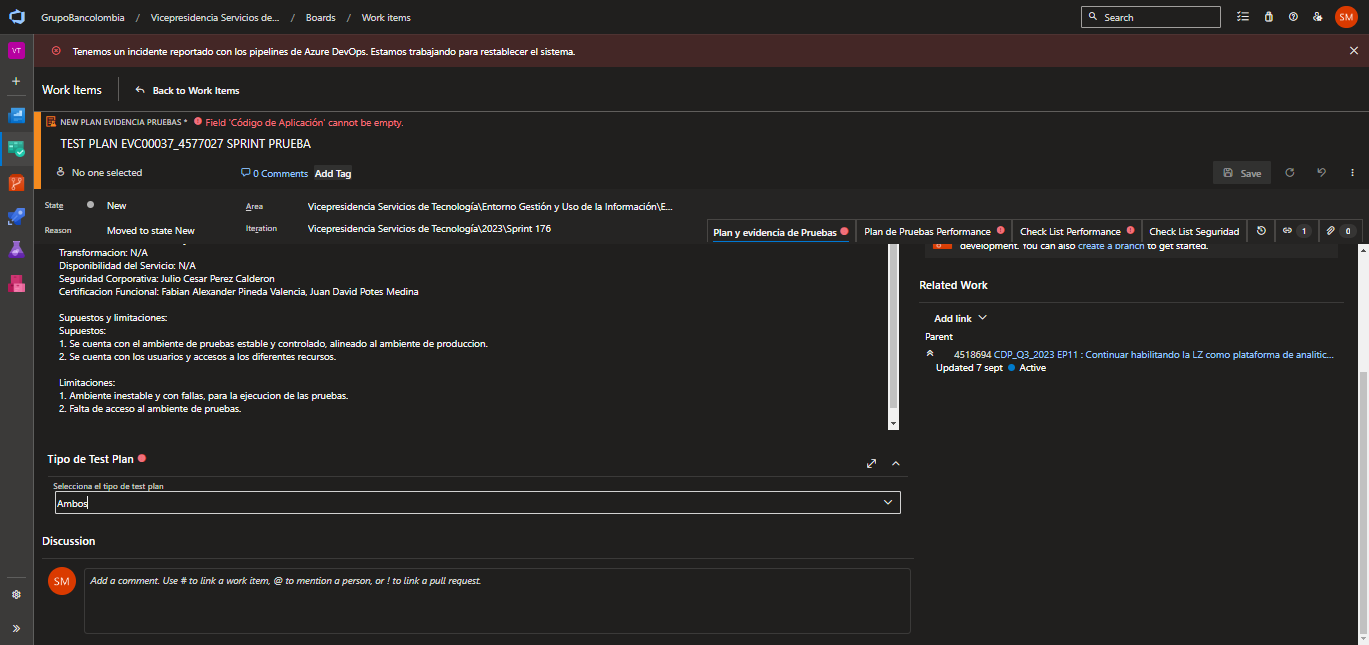 GrupoBancolombia / Vicepresidencia Servicios de... / Boards / Work items
Search
SM
VT
Tenemos un incidente reportado con los pipelines de Azure DevOps. Estamos trabajando para restablecer el sistema.
Work Items
Back to Work Items
NEW PLAN EVIDENCIA PRUEBAS * Field 'Código de Aplicación' cannot be empty.
TEST PLAN EVC00037_4577027 SPRINT PRUEBA
No one selected
0 Comments
Add Tag
Save
State
New
Area
Vicepresidencia Servicios de Tecnología\Entorno Gestión y Uso de la Información\E...
Reason
Moved to state New
Iteration
Vicepresidencia Servicios de Tecnología\2023\Sprint 176
Plan y evidencia de Pruebas
Plan de Pruebas Performance
Check List Performance
Check List Seguridad
1
0
Transformacion: N/A
Disponibilidad del Servicio: N/A
Seguridad Corporativa: Julio Cesar Perez Calderon
Certificacion Funcional: Fabian Alexander Pineda Valencia, Juan David Potes Medina
Supuestos y limitaciones:
Supuestos:
1. Se cuenta con el ambiente de pruebas estable y controlado, alineado al ambiente de produccion.
2. Se cuenta con los usuarios y accesos a los diferentes recursos.
Limitaciones:
1. Ambiente inestable y con fallas, para la ejecucion de las pruebas.
2. Falta de acceso al ambiente de pruebas.
development. You can also create a branch to get started.
Related Work
Add link
Parent
4518694 CDP_Q3_2023 EP11 : Continuar habilitando la LZ como plataforma de analitic...
Updated 7 sept Active
Tipo de Test Plan
Selecciona el tipo de test plan
Ambos
Discussion
SM
Add a comment. Use # to link a work item, @ to mention a person, or ! to link a pull request.